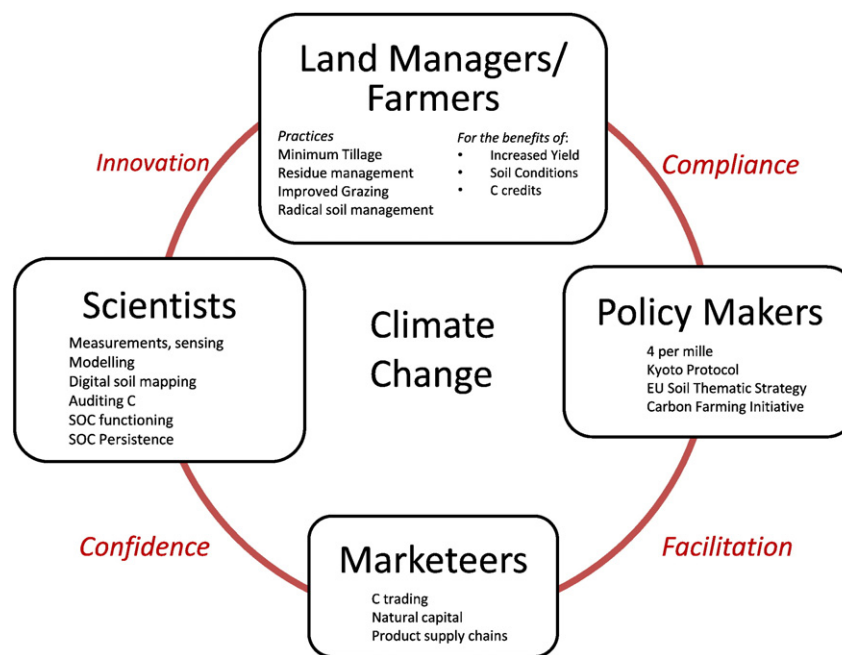 Land Managers/
Farmers
Practices
Minimum Tillage
Residue management
Improved Grazing
Radical soil management
For the benefits of:
• Increased Yield
• Soil Conditions
• C credits
Innovation
Compliance
Scientists
Measurements, sensing
Modelling
Digital soil mapping
Auditing C
SOC functioning
SOC Persistence
Climate
Change
Policy Makers
4 per mille
Kyoto Protocol
EU Soil Thematic Strategy
Carbon Farming Initiative
Confidence
Facilitation
Marketeers
C trading
Natural capital
Product supply chains